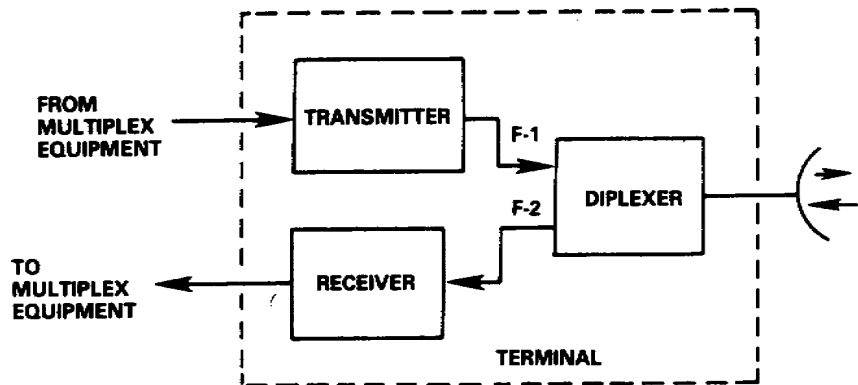 FROM
MULTIPLEX
EQUIPMENT
TRANSMITTER
F-1
DIPLEXER
F-2
TO
MULTIPLEX
EQUIPMENT
RECEIVER
TERMINAL